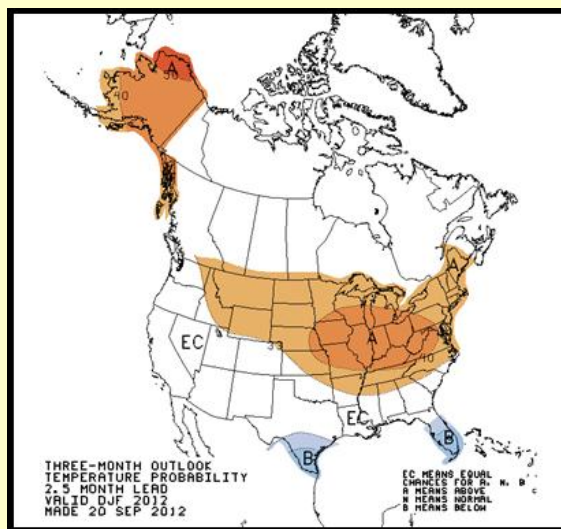 A
50
40
A
A
EC
33
40
EC
B
B
THREE-MONTH OUTLOOK
TEMPERATURE PROBABILITY
2.5 MONTH LEAD
VALID DJF 2012
MADE 20 SEP 2012
EC MEANS EQUAL
CHANCES FOR A, N, B
A MEANS ABOVE
N MEANS NORMAL
B MEANS BELOW